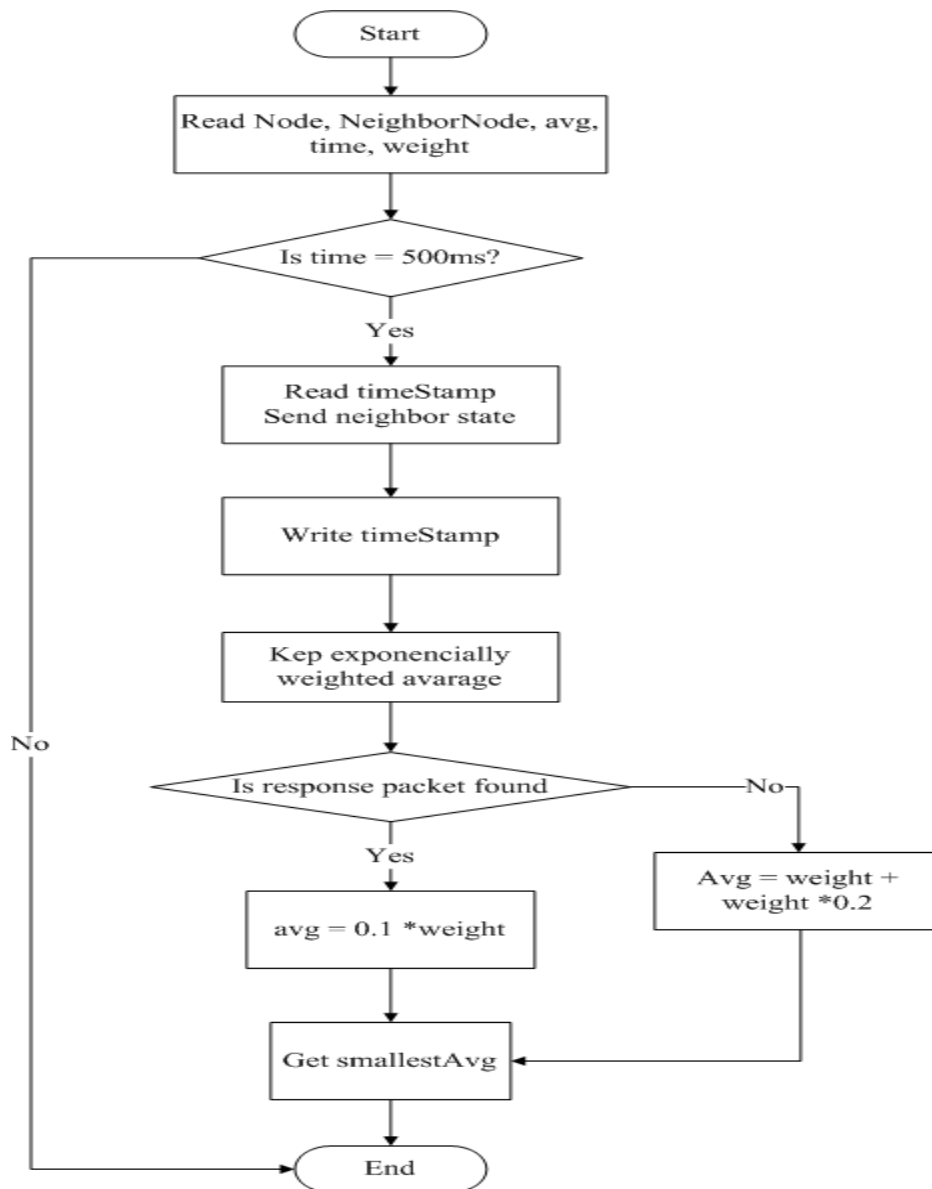 Start
Read Node, NeighborNode, avg,
time, weight
Is time = 500ms?
Yes
Read timeStamp
Send neighbor state
Write timeStamp
Kep exponencially
weighted avarage
No
Is response packet found
No
Yes
Avg = weight +
weight *0.2
avg = 0.1 *weight
Get smallestAvg
End